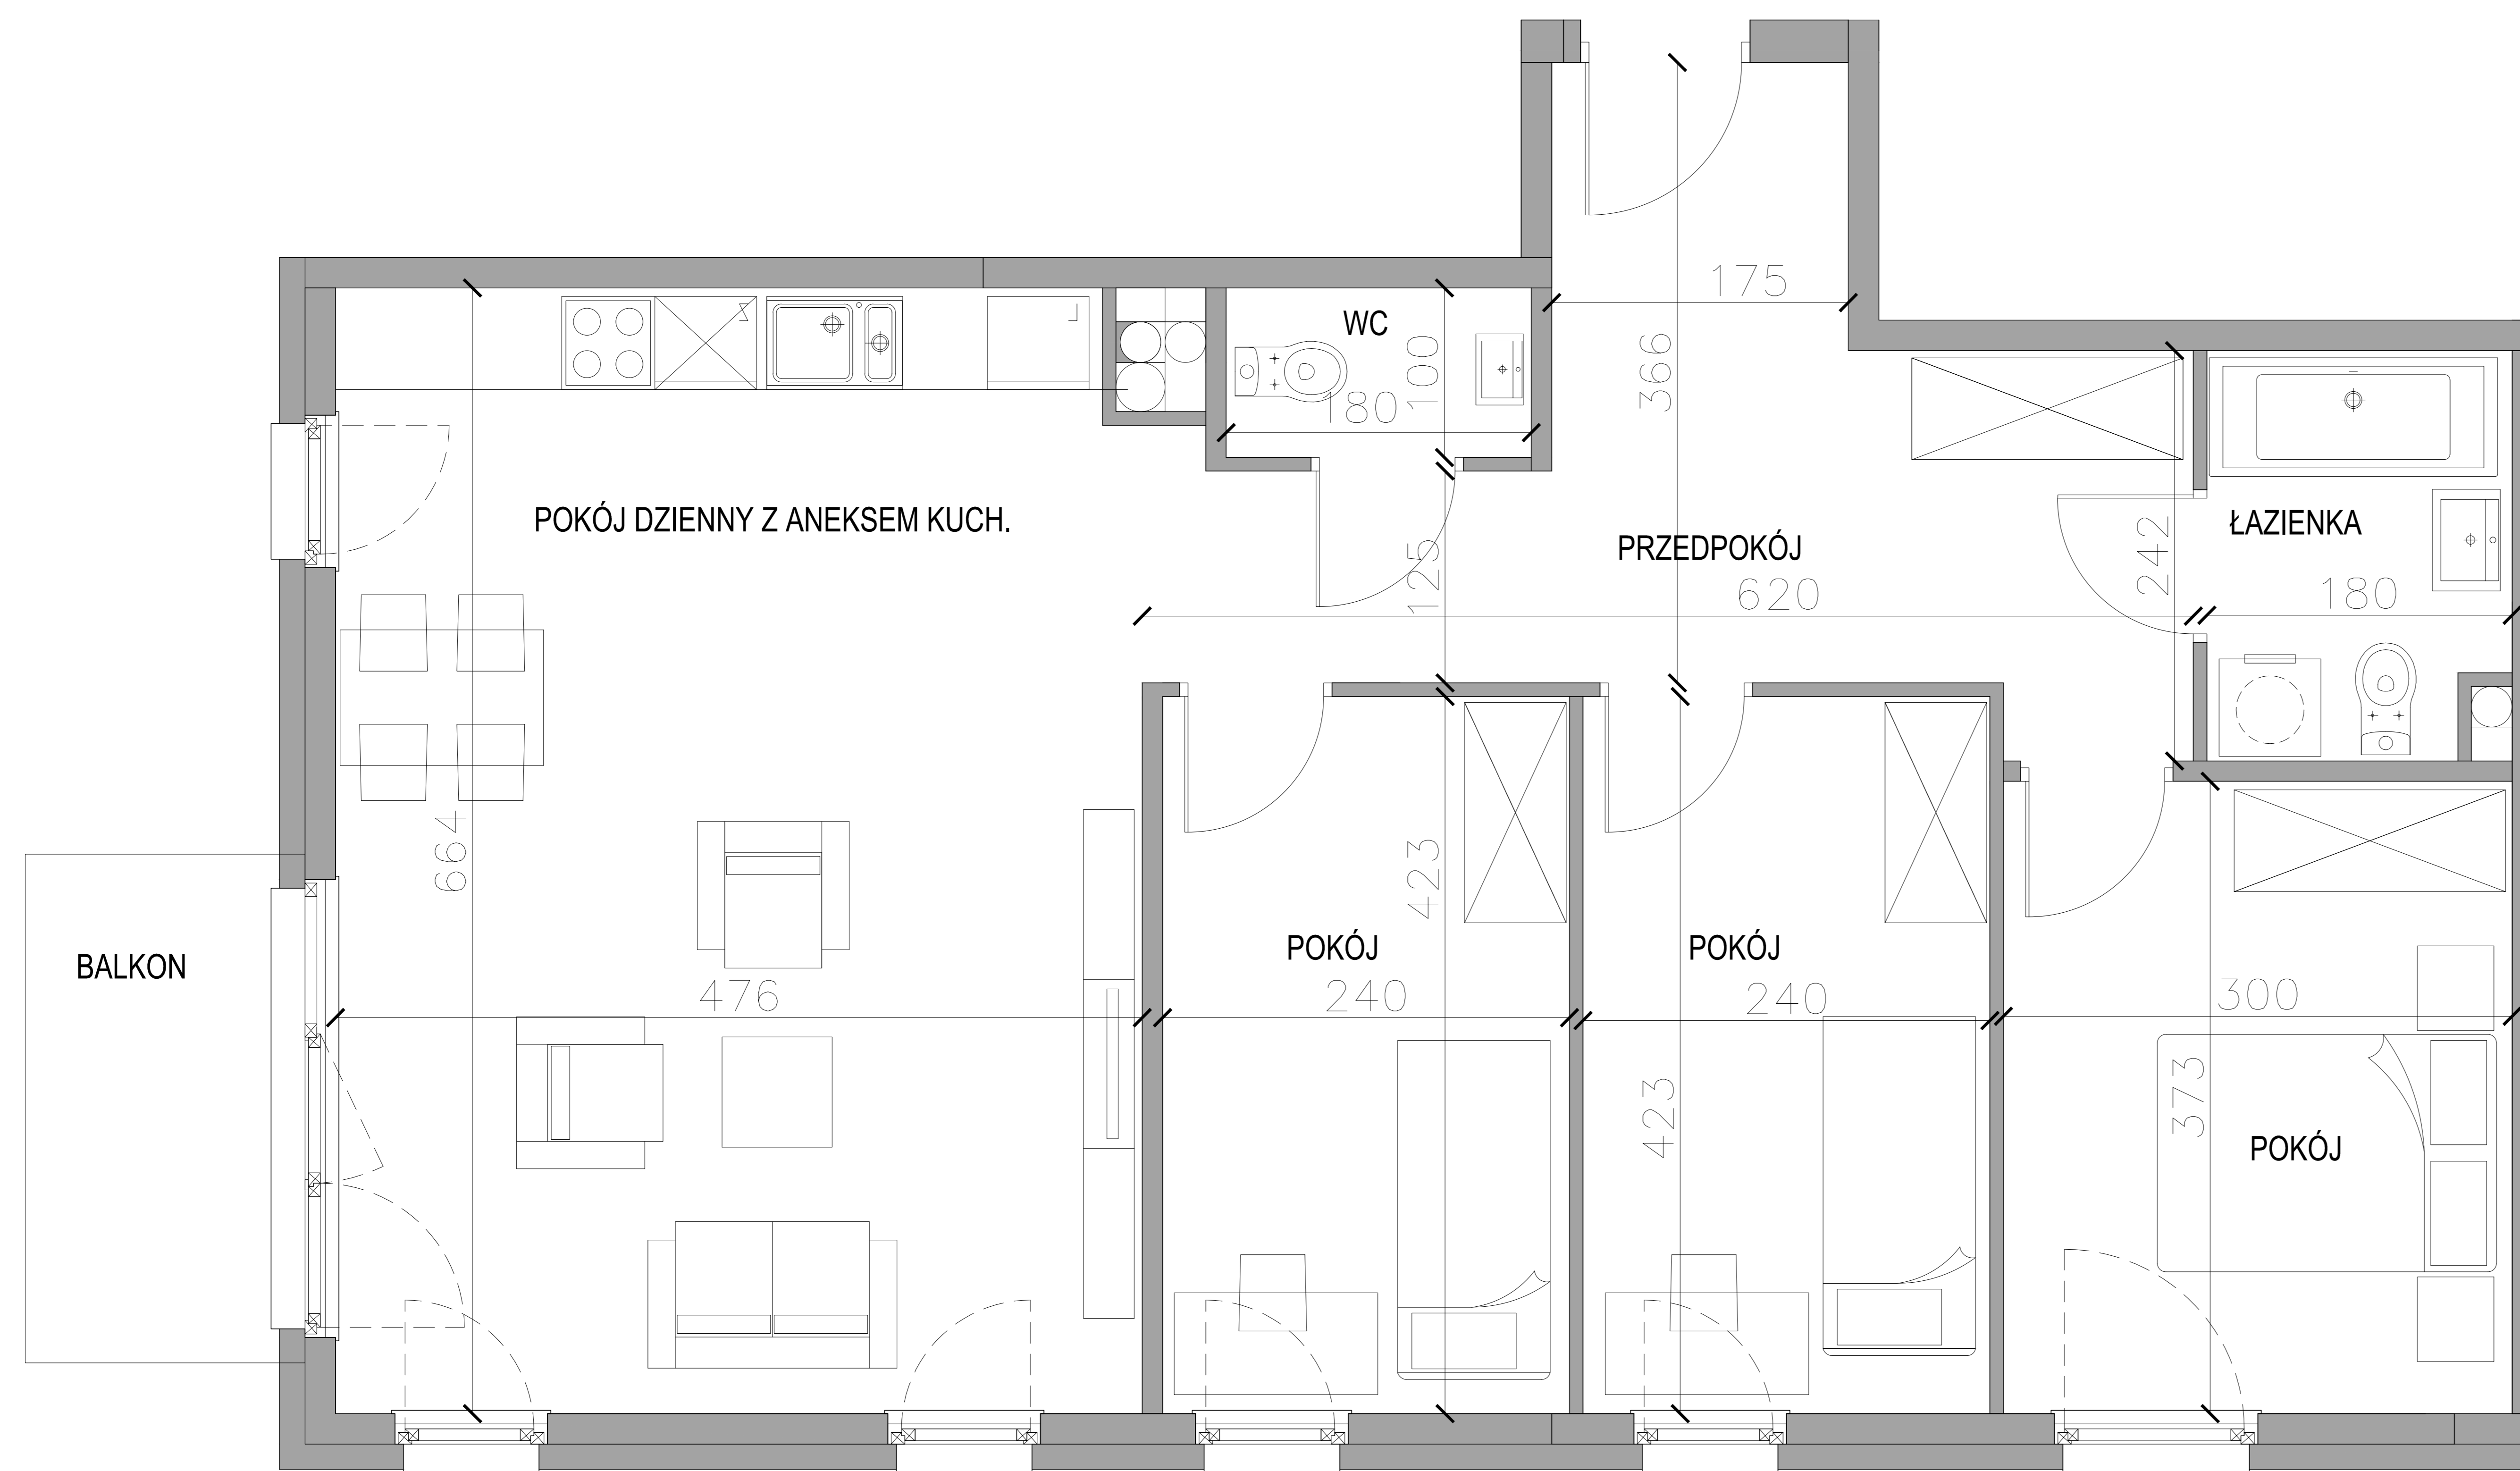 175
WC
100
366
180
POKÓJ DZIENNY Z ANEKSEM KUCH.
125
PRZEDPOKÓJ
620
242
ŁAZIENKA
180
664
423
BALKON
POKÓJ
POKÓJ
476
240
240
300
423
373
POKÓJ